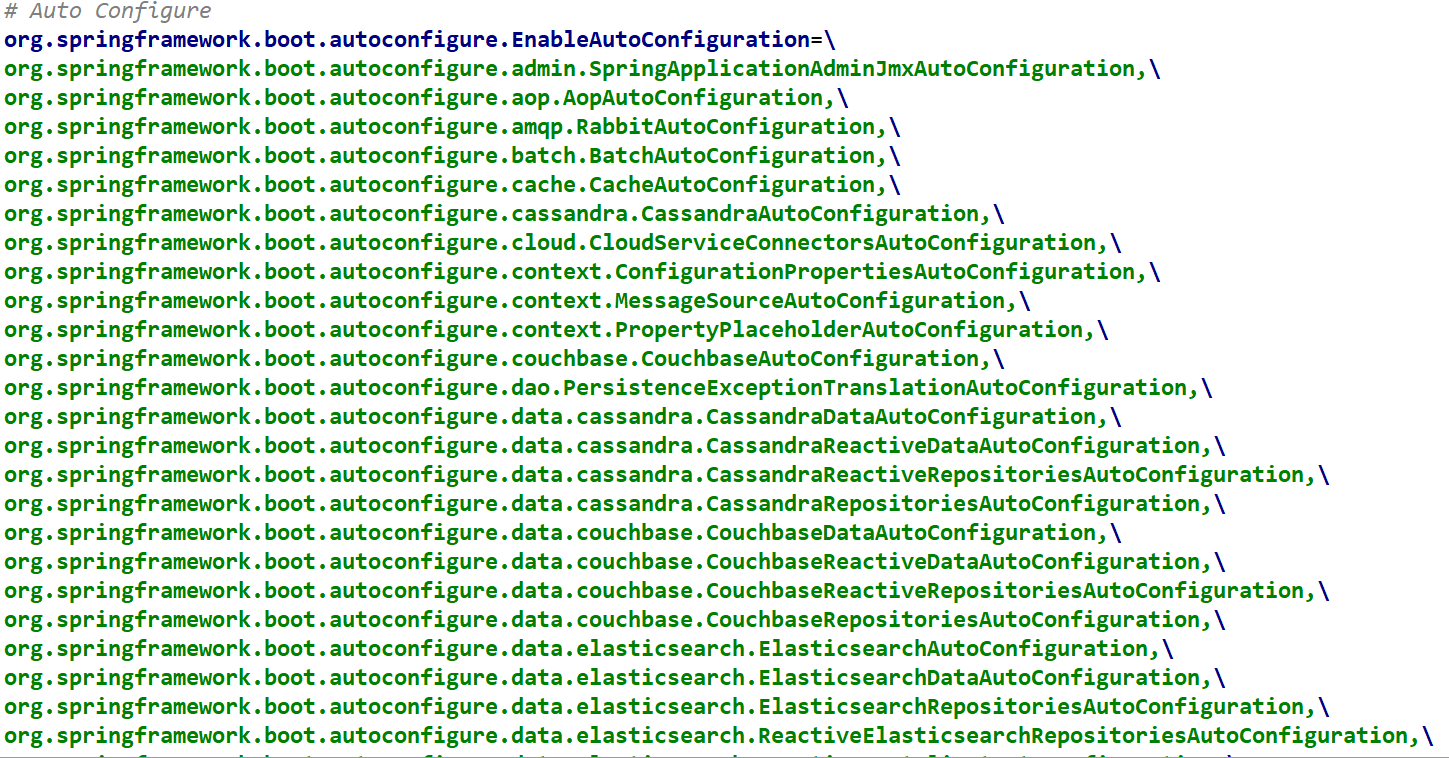 # Auto Configure
org.springframework.boot.autoconfigure.EnableAutoConfiguration=\
org.springframework.boot.autoconfigure.admin.SpringApplicationAdminJmxAutoConfiguration,\
org.springframework.boot.autoconfigure.aop.AopAutoConfiguration,\
org.springframework.boot.autoconfigure.amqp.RabbitAutoConfiguration,\
org.springframework.boot.autoconfigure.batch.BatchAutoConfiguration,\
org.springframework.boot.autoconfigure.cache.CacheAutoConfiguration,\
org.springframework.boot.autoconfigure.cassandra.CassandraAutoConfiguration,\
org.springframework.boot.autoconfigure.cloud.CloudServiceConnectorsAutoConfiguration,\
org.springframework.boot.autoconfigure.context.ConfigurationPropertiesAutoConfiguration,\
org.springframework.boot.autoconfigure.context.MessageSourceAutoConfiguration,\
org.springframework.boot.autoconfigure.context.PropertyPlaceholderAutoConfiguration,\
org.springframework.boot.autoconfigure.couchbase.CouchbaseAutoConfiguration,\
org.springframework.boot.autoconfigure.dao.PersistenceExceptionTranslationAutoConfiguration,\
org.springframework.boot.autoconfigure.data.cassandra.CassandraDataAutoConfiguration,\
org.springframework.boot.autoconfigure.data.cassandra.CassandraReactiveDataAutoConfiguration,\
org.springframework.boot.autoconfigure.data.cassandra.CassandraReactiveRepositoriesAutoConfiguration,\
org.springframework.boot.autoconfigure.data.cassandra.CassandraRepositoriesAutoConfiguration,\
org.springframework.boot.autoconfigure.data.couchbase.CouchbaseDataAutoConfiguration,\
org.springframework.boot.autoconfigure.data.couchbase.CouchbaseReactiveDataAutoConfiguration,\
org.springframework.boot.autoconfigure.data.couchbase.CouchbaseReactiveRepositoriesAutoConfiguration,\
org.springframework.boot.autoconfigure.data.couchbase.CouchbaseRepositoriesAutoConfiguration,\
org.springframework.boot.autoconfigure.data.elasticsearch.ElasticsearchAutoConfiguration,\
org.springframework.boot.autoconfigure.data.elasticsearch.ElasticsearchDataAutoConfiguration,\
org.springframework.boot.autoconfigure.data.elasticsearch.ElasticsearchRepositoriesAutoConfiguration,\
org.springframework.boot.autoconfigure.data.elasticsearch.ReactiveElasticsearchRepositoriesAutoConfiguration,\